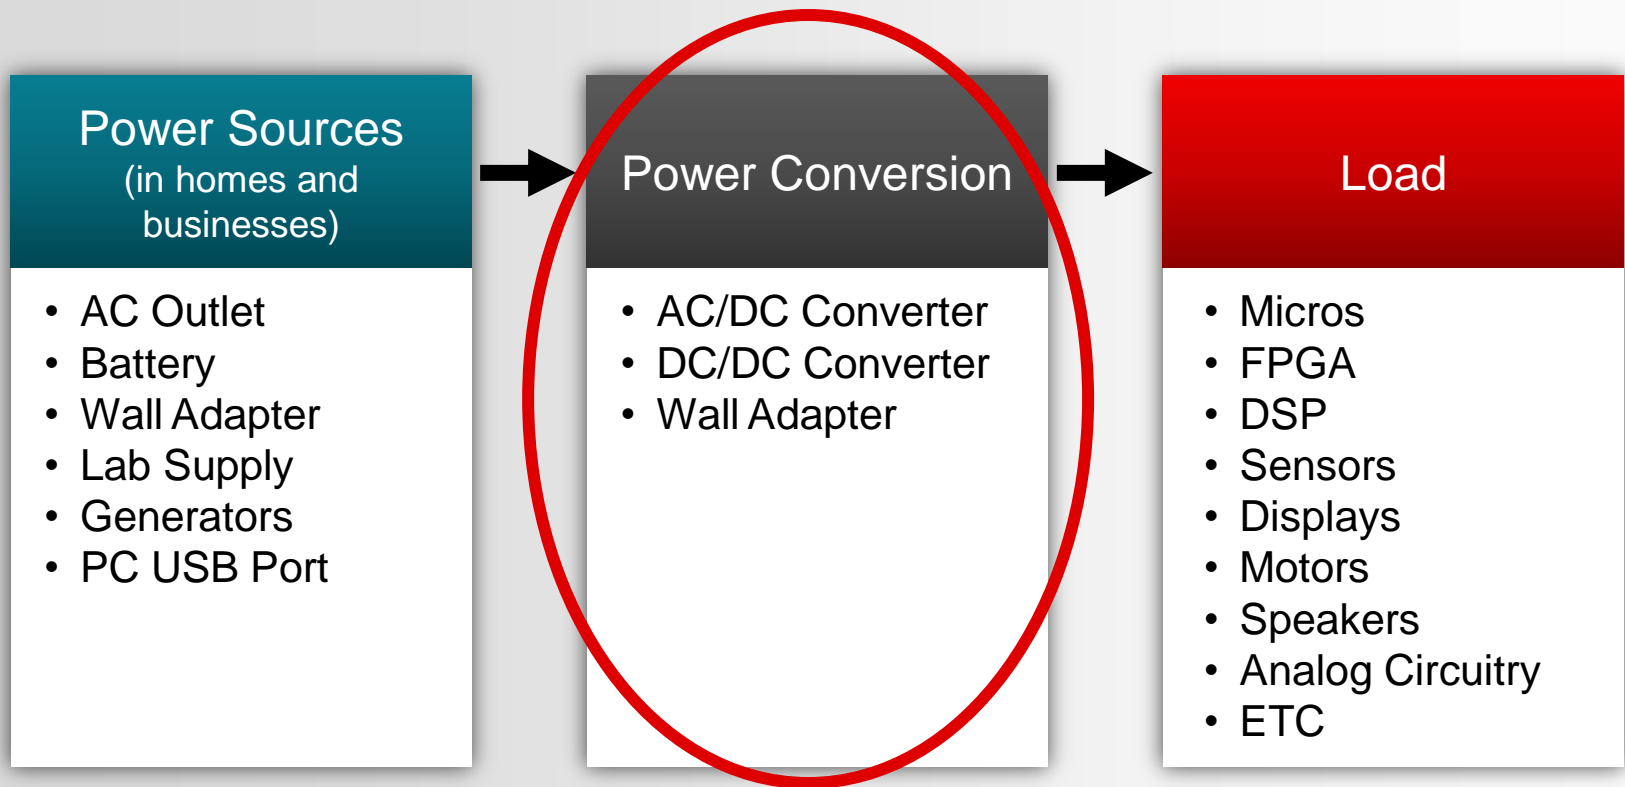 Power Sources
(in homes and
businesses)
• AC Outlet
• Battery
• Wall Adapter
• Lab Supply
• Generators
• PC USB Port
Power Conversion
• AC/DC Converter
• DC/DC Converter
• Wall Adapter
Load
• Micros
• FPGA
• DSP
• Sensors
• Displays
• Motors
• Speakers
• Analog Circuitry
• ETC